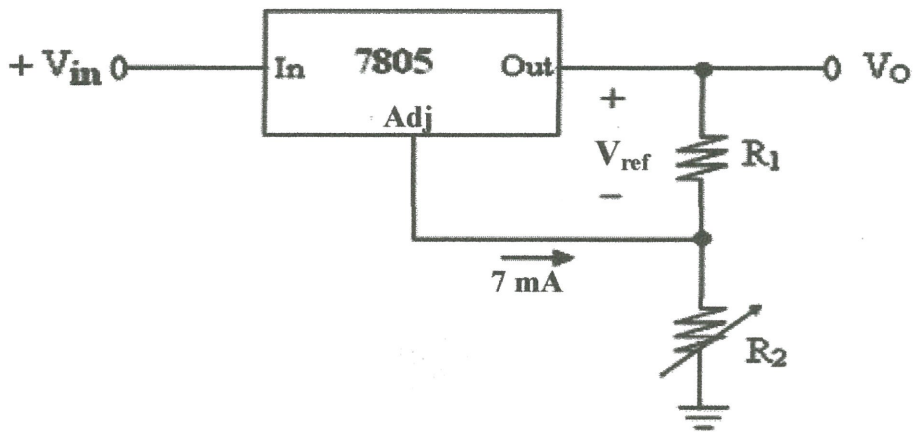 + Vin In 7805 Out VO
Adj
+
Vref R1
−
7 mA
R2